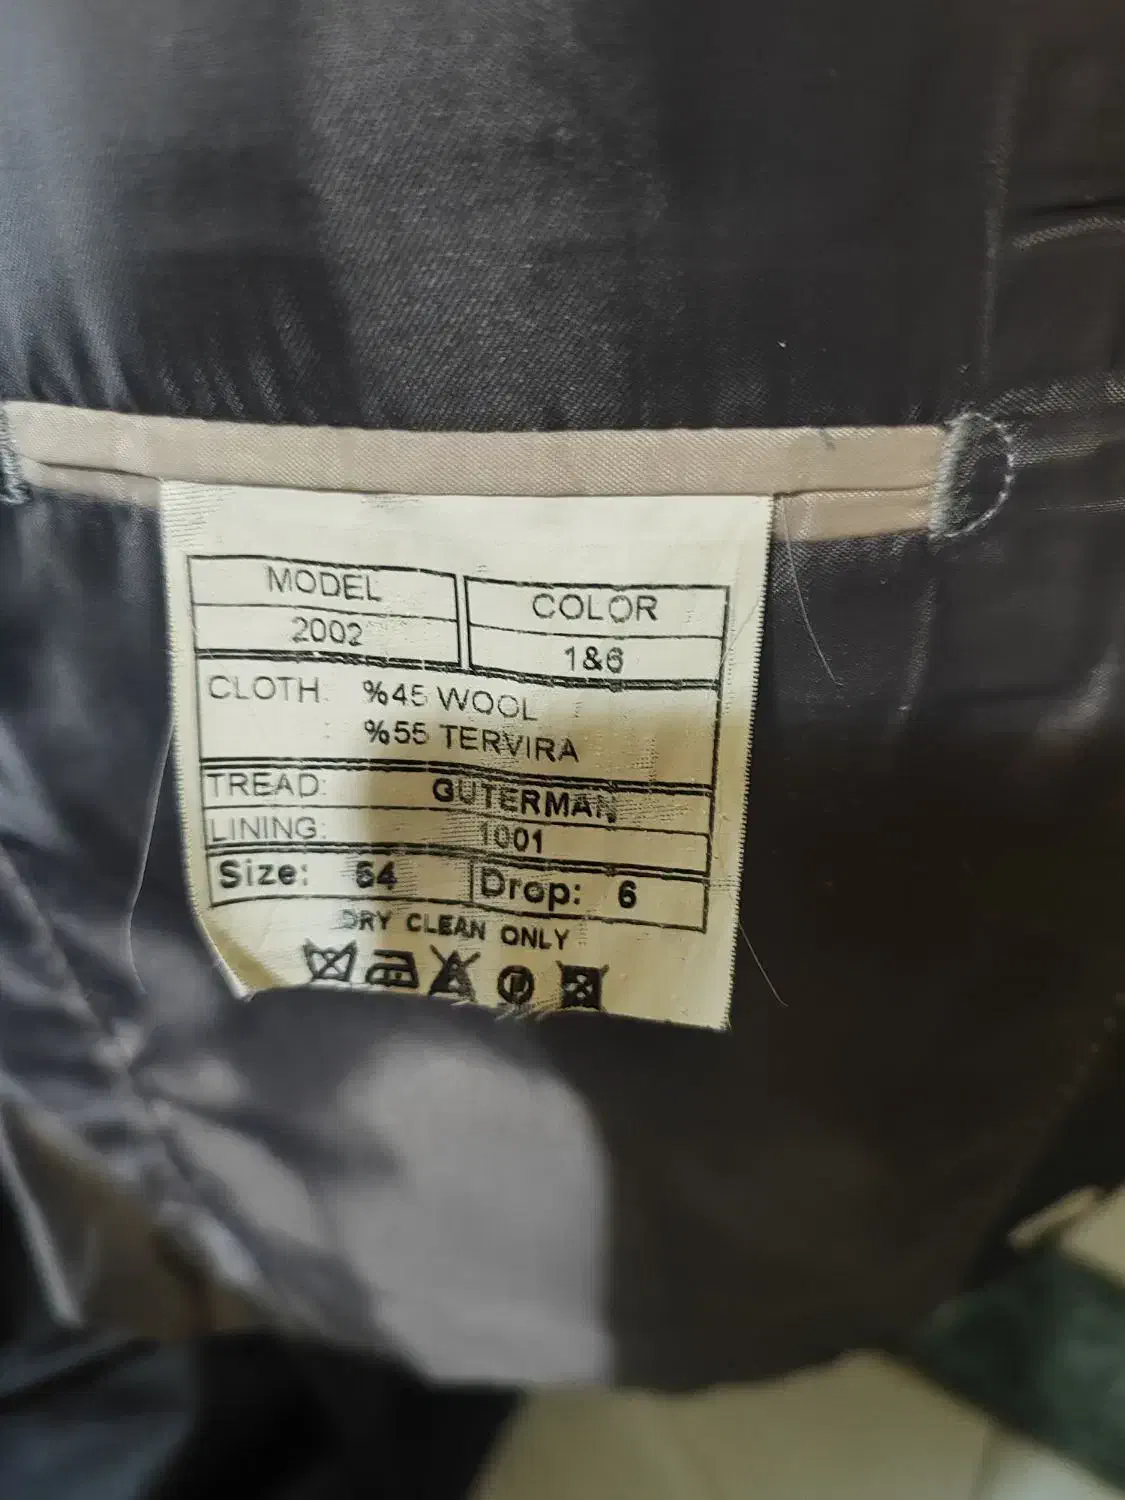 MODEL
2002
COLOR
1&6
CLOTH: %45 WOOL
%55 TERVIRA
TREAD: GUTERMAN
LINING: 1001
Size: Drop: 6
DRY CLEAN ONLY
P